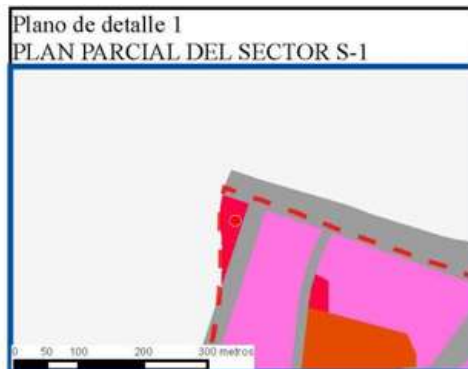 Plano de detalle 1
PLAN PARCIAL DEL SECTOR S-1
0 50 100 200 300 metros